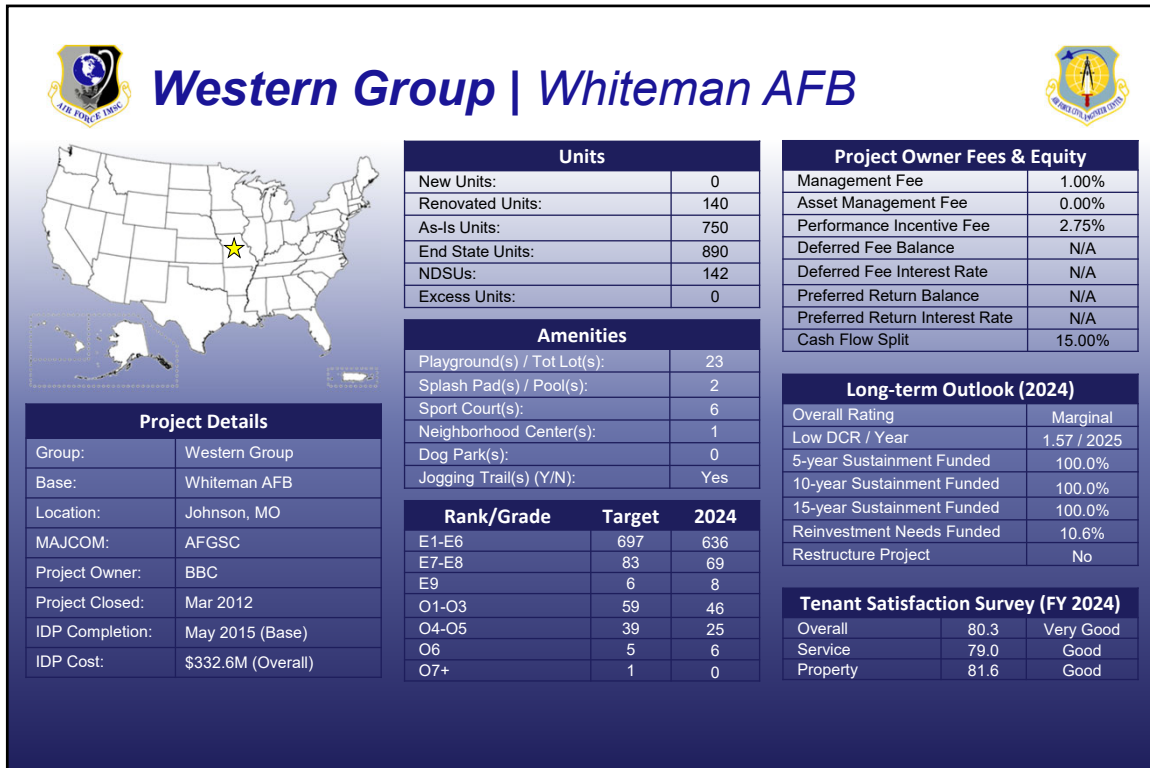 Western Group | Whiteman AFB
AIR FORCE IMSC
AIR FORCE CIVIL ENGINEER CENTER
Project Details
Group: Western Group
Base: Whiteman AFB
Location: Johnson, MO
MAJCOM: AFGSC
Project Owner: BBC
Project Closed: Mar 2012
IDP Completion: May 2015 (Base)
IDP Cost: $332.6M (Overall)
Units
New Units: 0
Renovated Units: 140
As-Is Units: 750
End State Units: 890
NDSUs: 142
Excess Units: 0
Amenities
Playground(s) / Tot Lot(s): 23
Splash Pad(s) / Pool(s): 2
Sport Court(s): 6
Neighborhood Center(s): 1
Dog Park(s): 0
Jogging Trail(s) (Y/N): Yes
Rank/Grade Target 2024
E1-E6 697 636
E7-E8 83 69
E9 6 8
O1-O3 59 46
O4-O5 39 25
O6 5 6
O7+ 1 0
Project Owner Fees & Equity
Management Fee 1.00%
Asset Management Fee 0.00%
Performance Incentive Fee 2.75%
Deferred Fee Balance N/A
Deferred Fee Interest Rate N/A
Preferred Return Balance N/A
Preferred Return Interest Rate N/A
Cash Flow Split 15.00%
Long-term Outlook (2024)
Overall Rating Marginal
Low DCR / Year 1.57 / 2025
5-year Sustainment Funded 100.0%
10-year Sustainment Funded 100.0%
15-year Sustainment Funded 100.0%
Reinvestment Needs Funded 10.6%
Restructure Project No
Tenant Satisfaction Survey (FY 2024)
Overall 80.3 Very Good
Service 79.0 Good
Property 81.6 Good